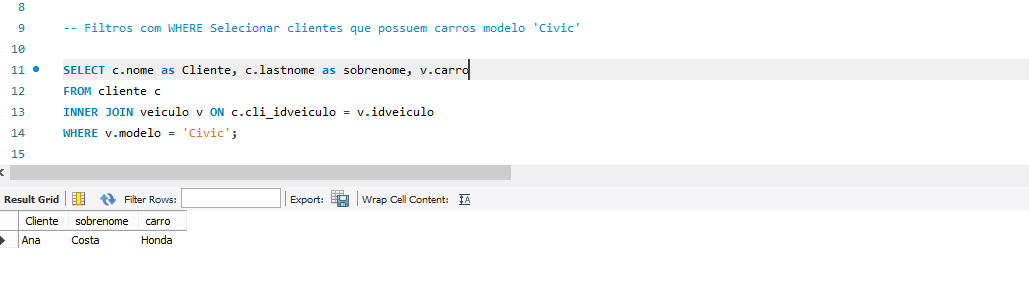 8
9 -- Filtros com WHERE Selecionar clientes que possuem carros modelo 'Civic'
10
11 SELECT c.nome as Cliente, c.lastnome as sobrenome, v.carro
12 FROM cliente c
13 INNER JOIN veiculo v ON c.cli_idveiculo = v.idveiculo
14 WHERE v.modelo = 'Civic';
15
Result Grid Filter Rows: Export: Wrap Cell Content:
Cliente sobrenome carro
Ana Costa Honda